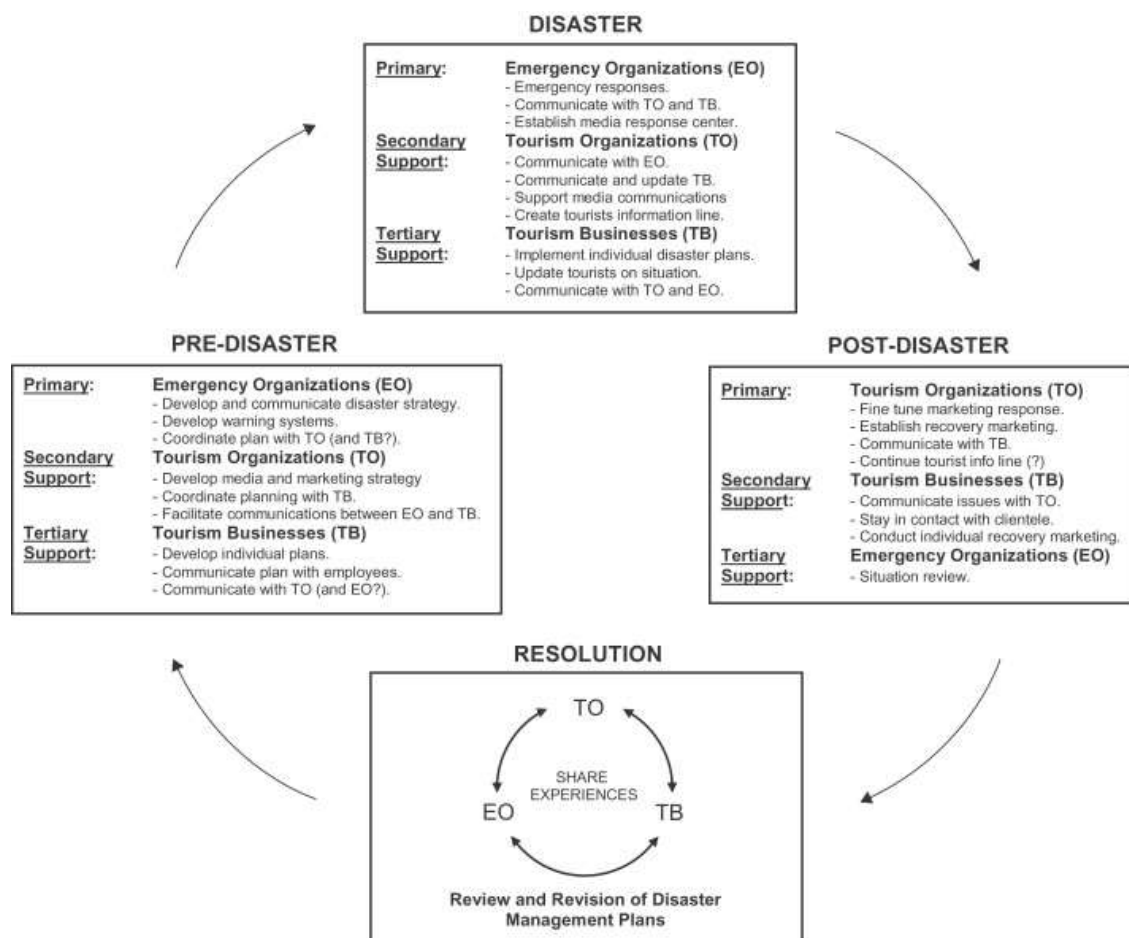 DISASTER
Primary: Emergency Organizations (EO)
- Emergency responses.
- Communicate with TO and TB.
- Establish media response center.
Secondary Tourism Organizations (TO)
Support: - Communicate with EO.
- Communicate and update TB.
- Support media communications
- Create tourists information line.
Tertiary Tourism Businesses (TB)
Support: - Implement individual disaster plans.
- Update tourists on situation.
- Communicate with TO and EO.
PRE-DISASTER
Primary: Emergency Organizations (EO)
- Develop and communicate disaster strategy.
- Develop warning systems.
- Coordinate plan with TO (and TB?).
Secondary Tourism Organizations (TO)
Support: - Develop media and marketing strategy
- Coordinate planning with TB.
- Facilitate communications between EO and TB.
Tertiary Tourism Businesses (TB)
Support: - Develop individual plans.
- Communicate plan with employees.
- Communicate with TO (and EO?).
POST-DISASTER
Primary: Tourism Organizations (TO)
- Fine tune marketing response.
- Establish recovery marketing.
- Communicate with TB.
- Continue tourist info line (?)
Secondary Tourism Businesses (TB)
Support: - Communicate issues with TO.
- Stay in contact with clientele.
- Conduct individual recovery marketing.
Tertiary Emergency Organizations (EO)
Support: - Situation review.
RESOLUTION
TO
SHARE
EXPERIENCES
EO TB
Review and Revision of Disaster
Management Plans